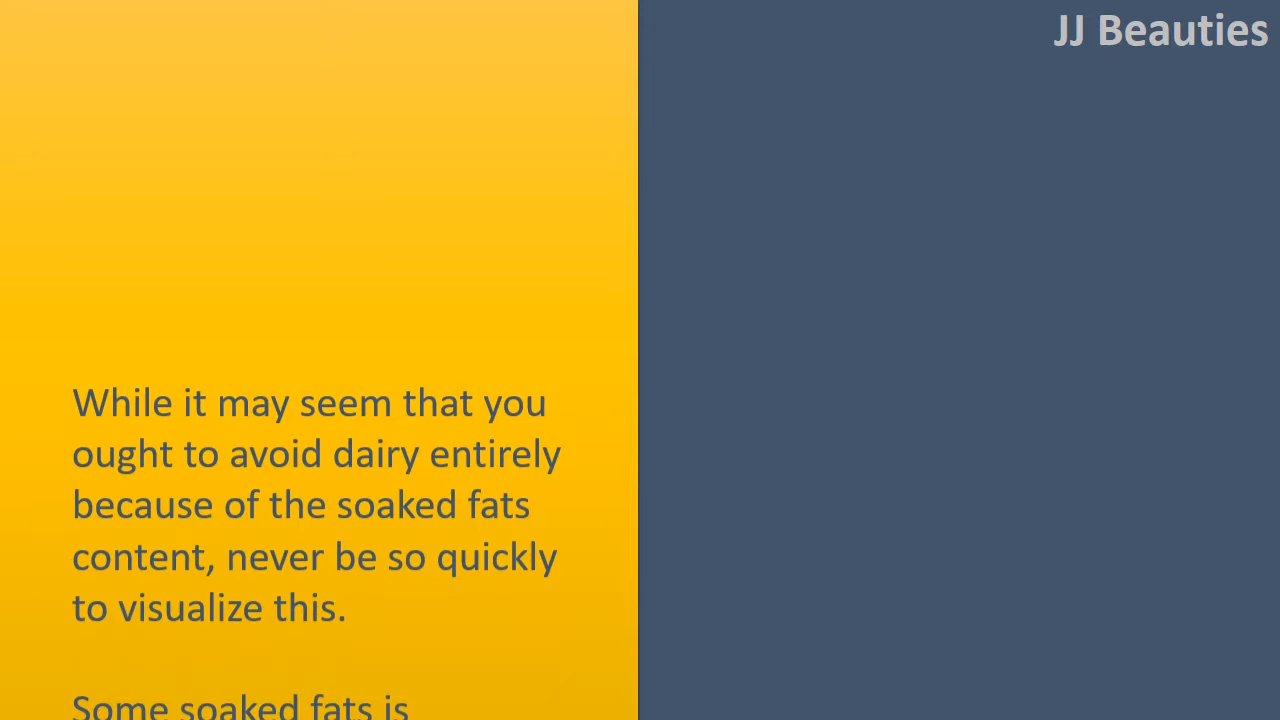 JJ Beauties
While it may seem that you
ought to avoid dairy entirely
because of the soaked fats
content, never be so quickly
to visualize this.
Some soaked fats is